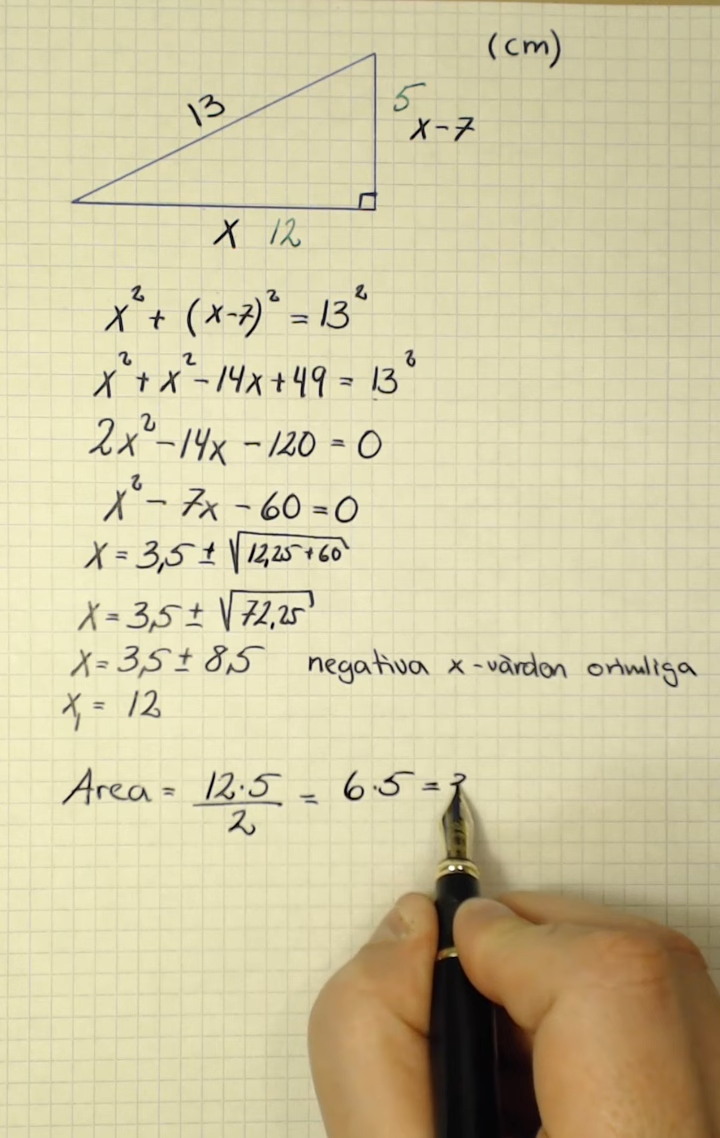 (cm)
13
5
x-7
x 12
x² + (x-7)² = 13²
x² + x² - 14x + 49 = 13²
2x² - 14x - 120 = 0
x² - 7x - 60 = 0
x = 3,5 ± √12,25+60
x = 3,5 ± √72,25
x = 3,5 ± 8,5 negativa x-värden orimliga
x₁ = 12
Area = 12·5/2 = 6·5 = 3